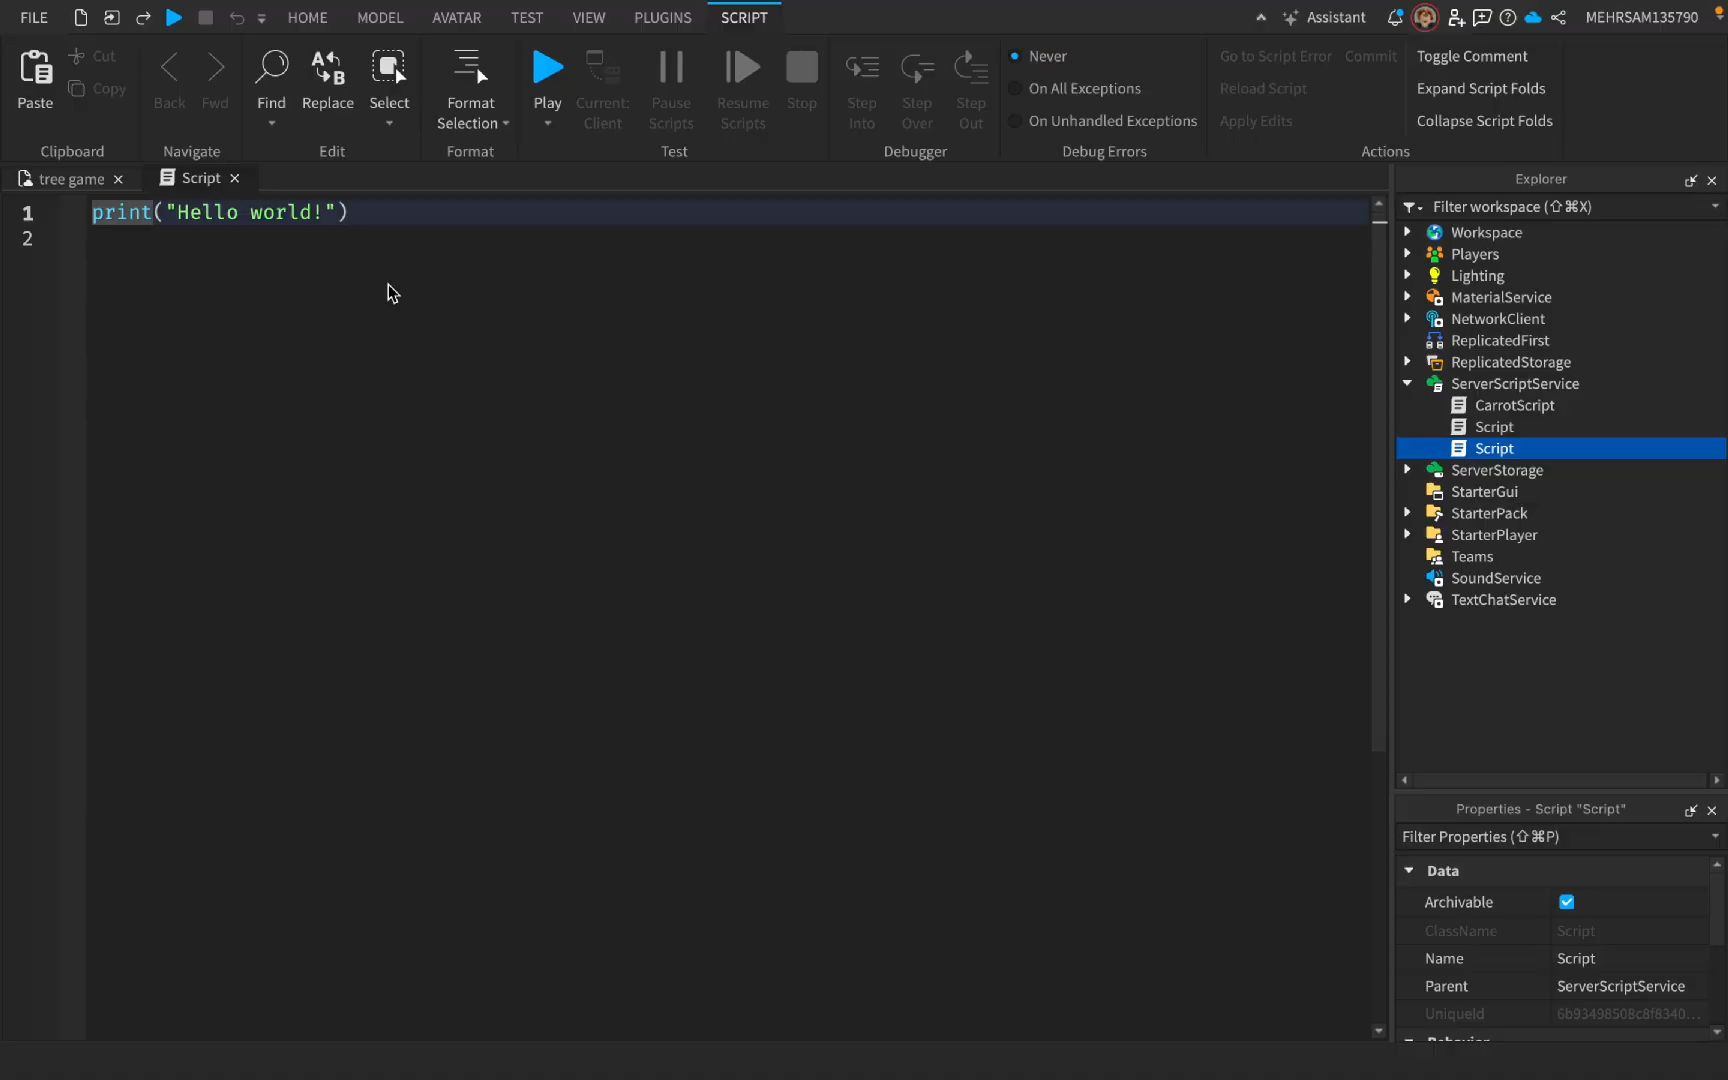 FILE HOME MODEL AVATAR TEST VIEW PLUGINS SCRIPT Assistant MEHRSAM135790
Paste
Cut
Copy
Clipboard
Back Fwd
Navigate
Find Replace Select
Edit
Format
Selection
Format
Play
Current:
Client
Pause
Scripts
Resume
Scripts
Stop
Test
Step
Into
Step
Over
Step
Out
Debugger
Never
On All Exceptions
On Unhandled Exceptions
Debug Errors
Go to Script Error Commit
Reload Script
Apply Edits
Toggle Comment
Expand Script Folds
Collapse Script Folds
Actions
tree game
Script
1 print("Hello world!")
2
Explorer
Filter workspace (⇧⌘X)
Workspace
Players
Lighting
MaterialService
NetworkClient
ReplicatedFirst
ReplicatedStorage
ServerScriptService
CarrotScript
Script
Script
ServerStorage
StarterGui
StarterPack
StarterPlayer
Teams
SoundService
TextChatService
Properties - Script "Script"
Filter Properties (⇧⌘P)
Data
Archivable
ClassName Script
Name Script
Parent ServerScriptService
UniqueId 6b93498508c8f8340...
Behavior